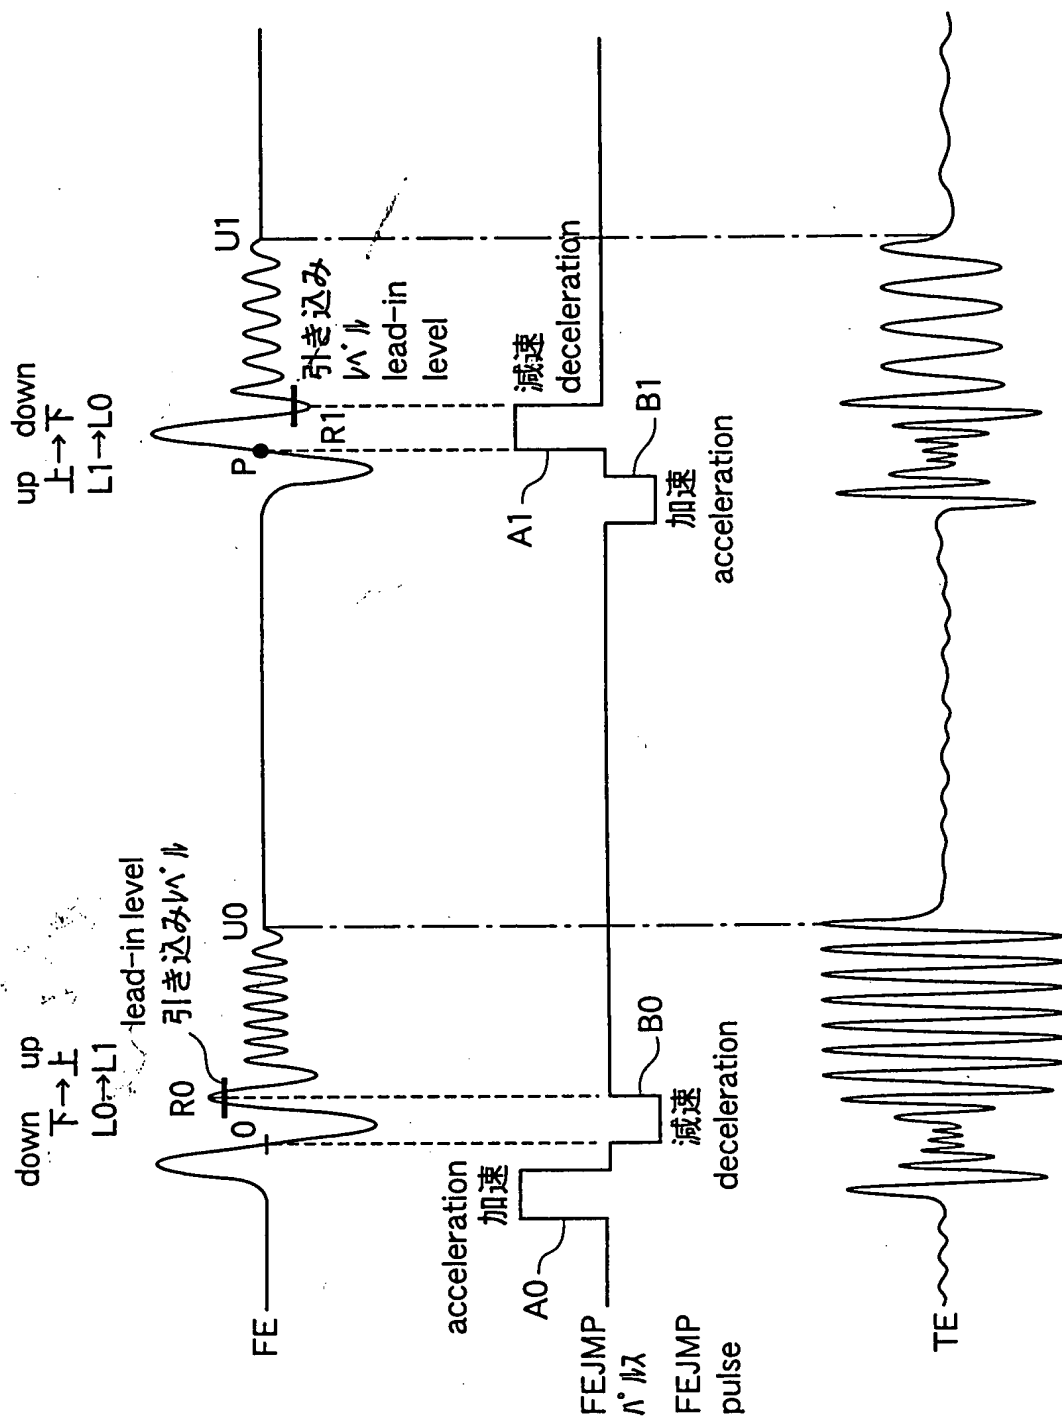 down up
下→上
L0→L1
lead-in level
引き込みレベル
R0
O
U0
FE
up down
上→下
L1→L0
P
R1
引き込み
レベル
lead-in
level
U1
acceleration
加速
A0
減速
deceleration
B0
減速
deceleration
A1
B1
加速
acceleration
FEJMP
パルス
FEJMP
pulse
TE